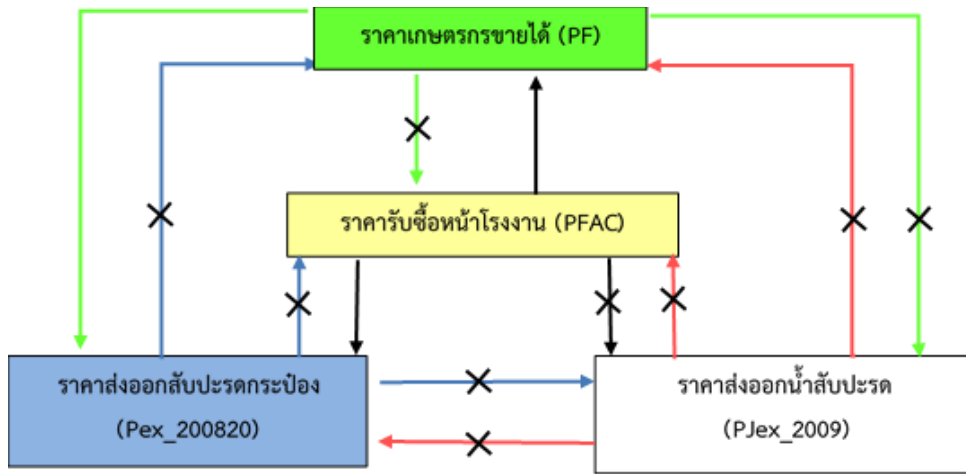 ราคาเกษตรกรขายได้ (PF)
ราคารับซื้อหน้าโรงงาน (PFAC)
ราคาส่งออกสับปะรดกระป๋อง
(Pex_200820)
ราคาส่งออกน้ำสับปะรด
(PJex_2009)